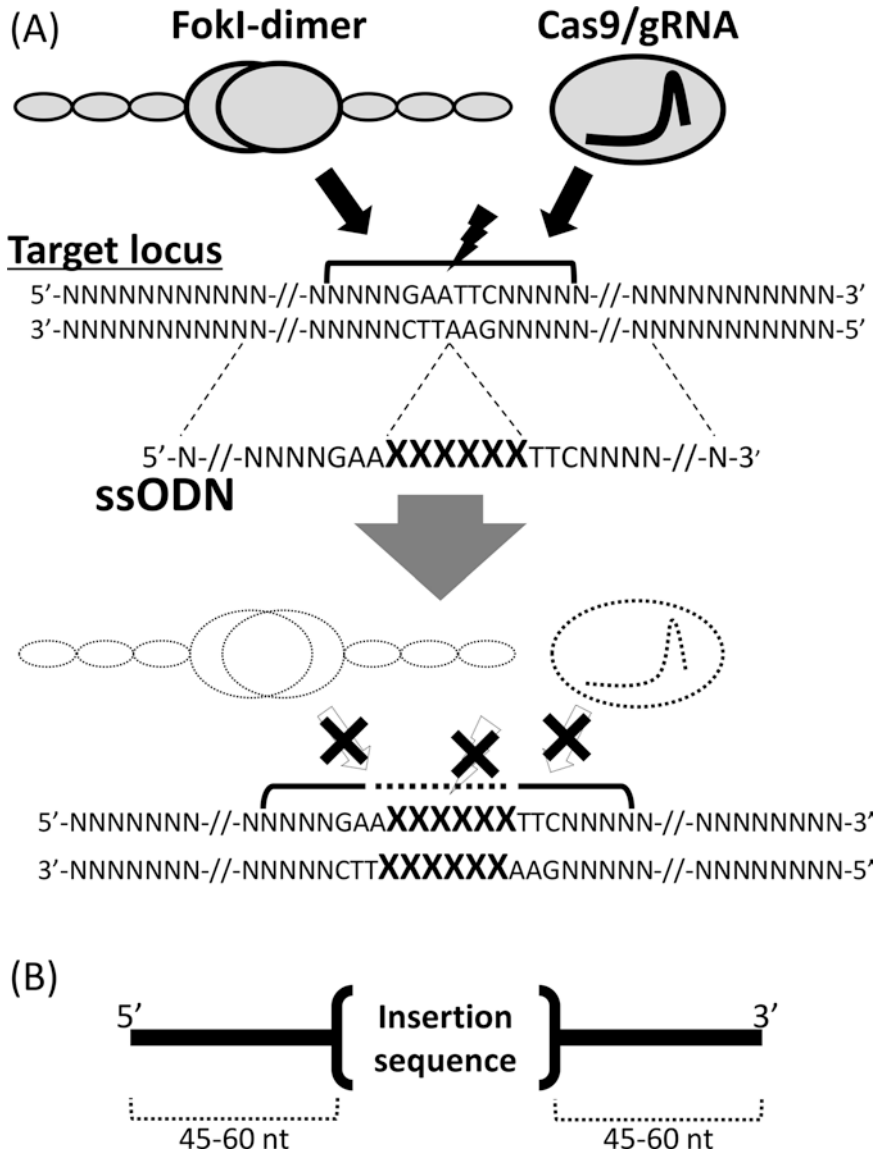 (A) FokI-dimer Cas9/gRNA
Target locus
5’-NNNNNNNNNNN-//-NNNNNGAATTCNNNNN-//-NNNNNNNNNNN-3’
3’-NNNNNNNNNNN-//-NNNNNCTTAAGNNNNN-//-NNNNNNNNNNN-5’
5’-N-//-NNNNGAAXXXXXXTTCNNNN-//-N-3’
ssODN
5’-NNNNNNN-//-NNNNNGAAXXXXXXTTCNNNNN-//-NNNNNNNN-3’
3’-NNNNNNN-//-NNNNNCTTXXXXXXAAGNNNNN-//-NNNNNNNN-5’
(B)
5’ 3’
Insertion
sequence
45-60 nt 45-60 nt